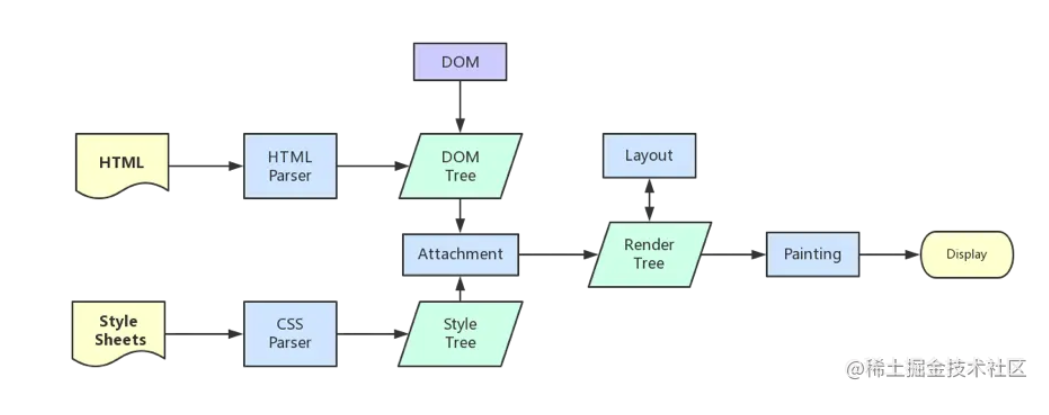 DOM
HTML
HTML
Parser
DOM
Tree
Layout
Attachment
Render
Tree
Painting
Display
Style
Sheets
CSS
Parser
Style
Tree
@稀土掘金技术社区